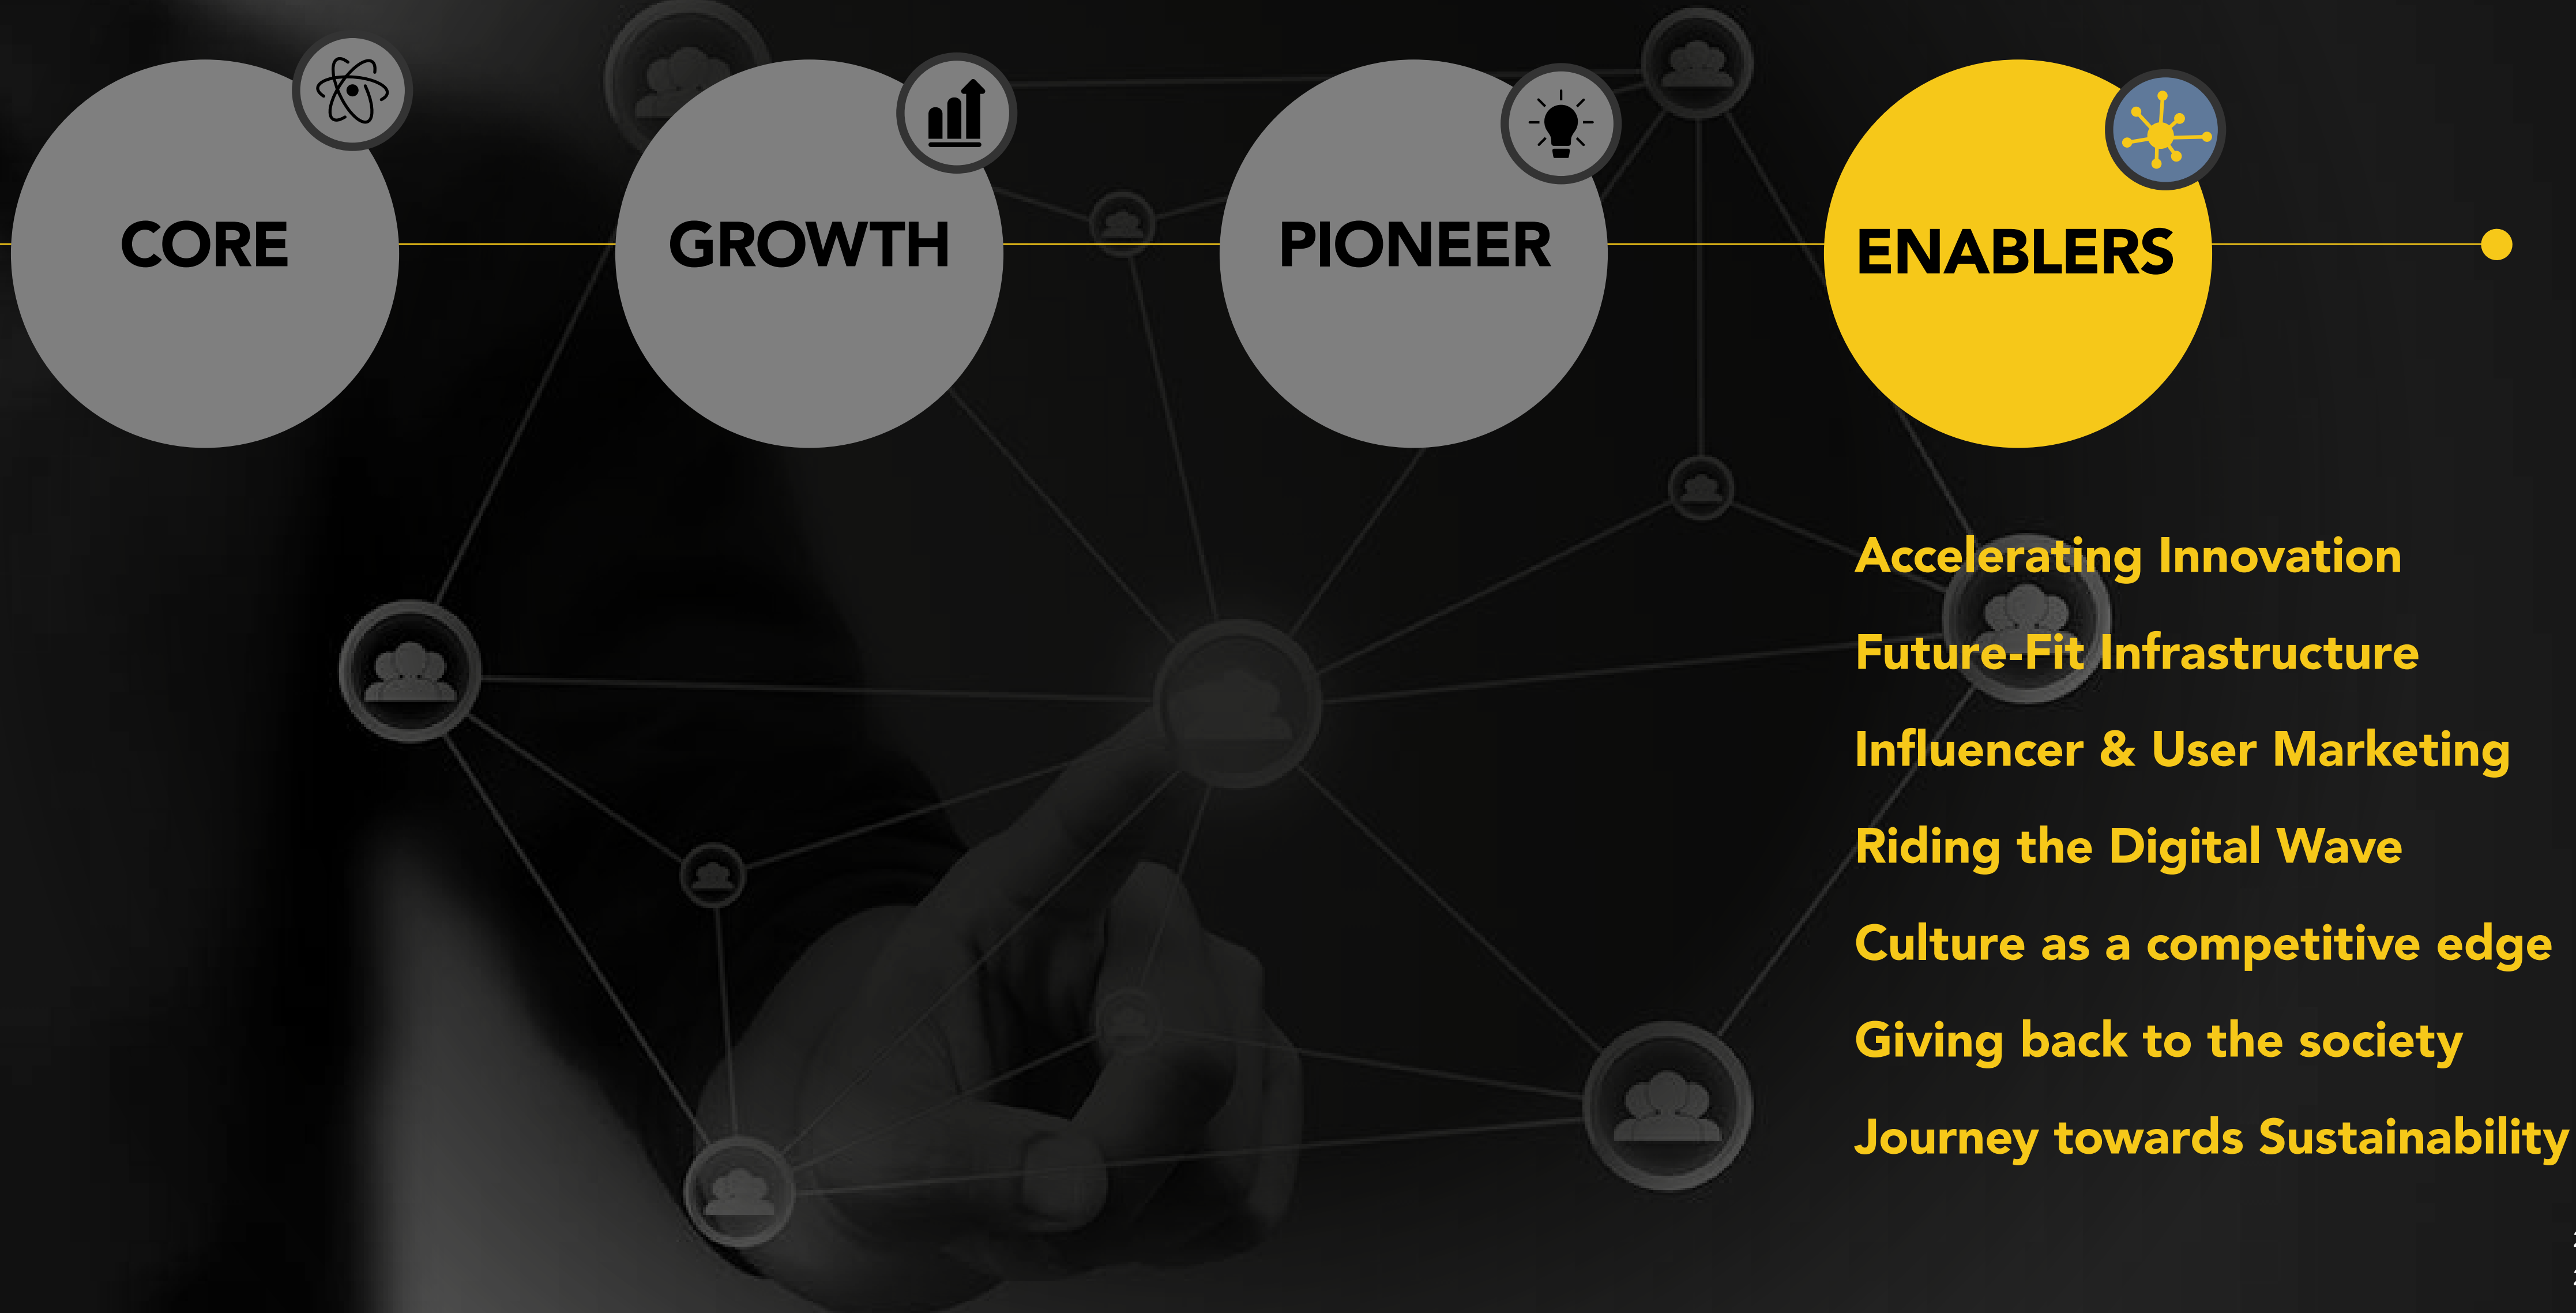 CORE
GROWTH
PIONEER
ENABLERS
Accelerating Innovation
Future-Fit Infrastructure
Influencer & User Marketing
Riding the Digital Wave
Culture as a competitive edge
Giving back to the society
Journey towards Sustainability